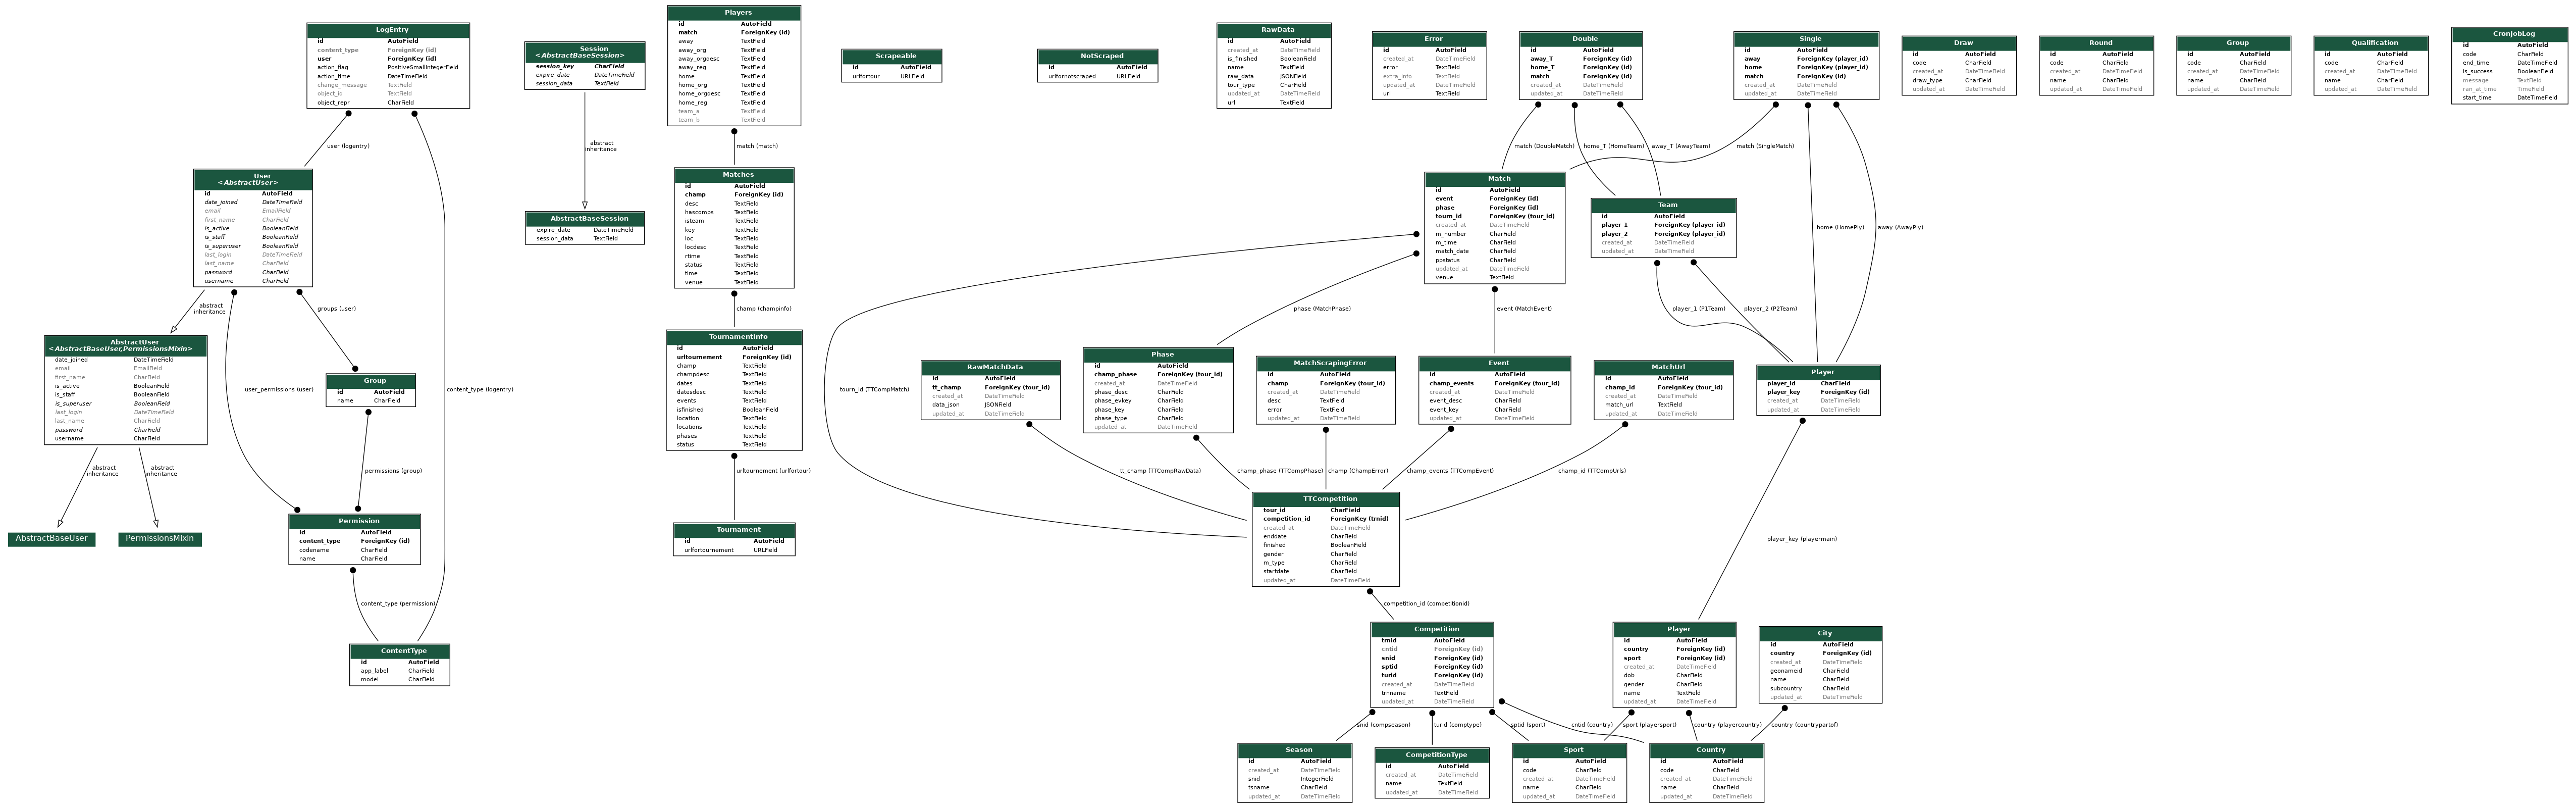 LogEntry
id AutoField
content_type ForeignKey (id)
user ForeignKey (id)
action_flag PositiveSmallIntegerField
action_time DateTimeField
change_message TextField
object_id TextField
object_repr CharField
user (logentry)
content_type (logentry)
User
<AbstractUser>
id AutoField
date_joined DateTimeField
email EmailField
first_name CharField
is_active BooleanField
is_staff BooleanField
is_superuser BooleanField
last_login DateTimeField
last_name CharField
password CharField
username CharField
abstract
inheritance
groups (user)
user_permissions (user)
AbstractUser
<AbstractBaseUser,PermissionsMixin>
date_joined DateTimeField
email EmailField
first_name CharField
is_active BooleanField
is_staff BooleanField
is_superuser BooleanField
last_login DateTimeField
last_name CharField
password CharField
username CharField
abstract
inheritance
abstract
inheritance
AbstractBaseUser
PermissionsMixin
Group
id AutoField
name CharField
permissions (group)
Permission
id AutoField
content_type ForeignKey (id)
codename CharField
name CharField
content_type (permission)
ContentType
id AutoField
app_label CharField
model CharField
Session
<AbstractBaseSession>
session_key CharField
expire_date DateTimeField
session_data TextField
abstract
inheritance
AbstractBaseSession
expire_date DateTimeField
session_data TextField
Players
id AutoField
match ForeignKey (id)
away TextField
away_org TextField
away_orgdesc TextField
away_reg TextField
home TextField
home_org TextField
home_orgdesc TextField
home_reg TextField
team_a TextField
team_b TextField
match (match)
Matches
id AutoField
champ ForeignKey (id)
desc TextField
hascomps TextField
isteam TextField
key TextField
loc TextField
locdesc TextField
rtime TextField
status TextField
time TextField
venue TextField
champ (champinfo)
TournamentInfo
id AutoField
urltournement ForeignKey (id)
champ TextField
champdesc TextField
dates TextField
datesdesc TextField
events TextField
isfinished BooleanField
location TextField
locations TextField
phases TextField
status TextField
urltournement (urlfortour)
Tournament
id AutoField
urlfortournement URLField
Scrapeable
id AutoField
urlfortour URLField
NotScraped
id AutoField
urlfornotscraped URLField
RawData
id AutoField
created_at DateTimeField
is_finished BooleanField
name TextField
raw_data JSONField
tour_type CharField
updated_at DateTimeField
url TextField
Error
id AutoField
created_at DateTimeField
error TextField
extra_info TextField
updated_at DateTimeField
url TextField
Double
id AutoField
away_T ForeignKey (id)
home_T ForeignKey (id)
match ForeignKey (id)
created_at DateTimeField
updated_at DateTimeField
Single
id AutoField
away ForeignKey (player_id)
home ForeignKey (player_id)
match ForeignKey (id)
created_at DateTimeField
updated_at DateTimeField
Draw
id AutoField
code CharField
created_at DateTimeField
draw_type CharField
updated_at DateTimeField
Round
id AutoField
code CharField
created_at DateTimeField
name CharField
updated_at DateTimeField
Group
id AutoField
code CharField
created_at DateTimeField
name CharField
updated_at DateTimeField
Qualification
id AutoField
code CharField
created_at DateTimeField
name CharField
updated_at DateTimeField
CronJobLog
id AutoField
code CharField
end_time DateTimeField
is_success BooleanField
message TextField
ran_at_time TimeField
start_time DateTimeField
match (DoubleMatch)
home_T (HomeTeam)
away_T (AwayTeam)
match (SingleMatch)
home (HomePly)
away (AwayPly)
Match
id AutoField
event ForeignKey (id)
phase ForeignKey (id)
tourn_id ForeignKey (tour_id)
created_at DateTimeField
m_number CharField
m_time CharField
match_date CharField
ppstatus CharField
updated_at DateTimeField
venue TextField
Team
id AutoField
player_1 ForeignKey (player_id)
player_2 ForeignKey (player_id)
created_at DateTimeField
updated_at DateTimeField
tourn_id (TTCompMatch)
phase (MatchPhase)
event (MatchEvent)
player_1 (P1Team)
player_2 (P2Team)
RawMatchData
id AutoField
tt_champ ForeignKey (tour_id)
created_at DateTimeField
data_json JSONField
updated_at DateTimeField
Phase
id AutoField
champ_phase ForeignKey (tour_id)
created_at DateTimeField
phase_desc CharField
phase_evkey CharField
phase_key CharField
phase_type CharField
updated_at DateTimeField
MatchScrapingError
id AutoField
champ ForeignKey (tour_id)
created_at DateTimeField
desc TextField
error TextField
updated_at DateTimeField
Event
id AutoField
champ_events ForeignKey (tour_id)
created_at DateTimeField
event_desc CharField
event_key CharField
updated_at DateTimeField
MatchUrl
id AutoField
champ_id ForeignKey (tour_id)
created_at DateTimeField
match_url TextField
updated_at DateTimeField
Player
player_id CharField
player_key ForeignKey (id)
created_at DateTimeField
updated_at DateTimeField
tt_champ (TTCompRawData)
champ_phase (TTCompPhase)
champ (ChampError)
champ_events (TTCompEvent)
champ_id (TTCompUrls)
player_key (playermain)
TTCompetition
tour_id CharField
competition_id ForeignKey (trnid)
created_at DateTimeField
enddate CharField
finished BooleanField
gender CharField
m_type CharField
startdate CharField
updated_at DateTimeField
competition_id (competitionid)
Competition
trnid AutoField
cntid ForeignKey (id)
snid ForeignKey (id)
sptid ForeignKey (id)
turid ForeignKey (id)
created_at DateTimeField
trnname TextField
updated_at DateTimeField
Player
id AutoField
country ForeignKey (id)
sport ForeignKey (id)
created_at DateTimeField
dob CharField
gender CharField
name TextField
updated_at DateTimeField
City
id AutoField
country ForeignKey (id)
created_at DateTimeField
geonameid CharField
name CharField
subcountry CharField
updated_at DateTimeField
snid (compseason)
turid (comptype)
sptid (sport)
cntid (country)
sport (playersport)
country (playercountry)
country (countrypartof)
Season
id AutoField
created_at DateTimeField
snid IntegerField
tsname CharField
updated_at DateTimeField
CompetitionType
id AutoField
created_at DateTimeField
name TextField
updated_at DateTimeField
Sport
id AutoField
code CharField
created_at DateTimeField
name CharField
updated_at DateTimeField
Country
id AutoField
code CharField
created_at DateTimeField
name CharField
updated_at DateTimeField